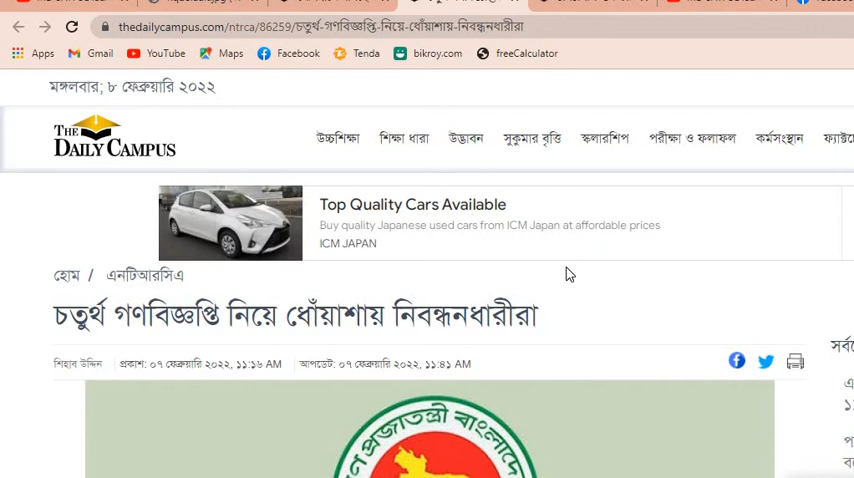 thedailycampus.com/ntrca/86259/চতুর্থ-গণবিজ্ঞপ্তি-নিয়ে-ধোঁয়াশায়-নিবন্ধনধারীরা
Apps Gmail YouTube Maps Facebook Tenda bikroy.com freeCalculator
মঙ্গলবার; ৮ ফেব্রুয়ারি ২০২২
THE DAILY CAMPUS
উচ্চশিক্ষা শিক্ষা ধারা উদ্ভাবন সুকুমার বৃত্তি স্কলারশিপ পরীক্ষা ও ফলাফল কর্মসংস্থান
Top Quality Cars Available
Buy quality Japanese used cars from ICM Japan at affordable prices
ICM JAPAN
হোম / এনটিআরসিএ
চতুর্থ গণবিজ্ঞপ্তি নিয়ে ধোঁয়াশায় নিবন্ধনধারীরা
শিহাব উদ্দিন প্রকাশ: ০৭ ফেব্রুয়ারি ২০২২, ১১:১৬ AM আপডেট: ০৭ ফেব্রুয়ারি ২০২২, ১১:৪১ AM
প্রজাতন্ত্রী